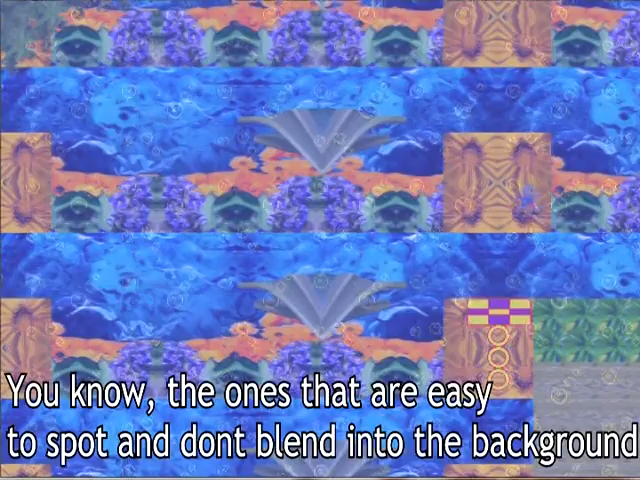 You know, the ones that are easy
to spot and dont blend into the background